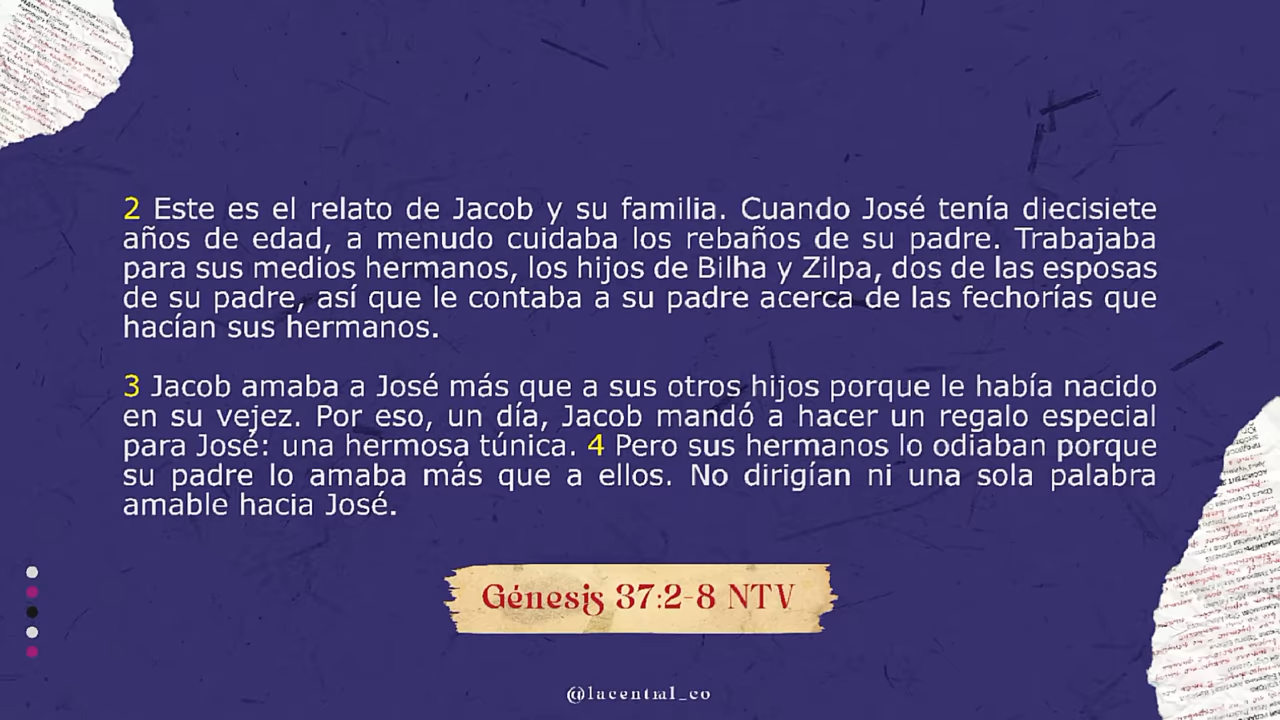 2 Este es el relato de Jacob y su familia. Cuando José tenía diecisiete
años de edad, a menudo cuidaba los rebaños de su padre. Trabajaba
para sus medios hermanos, los hijos de Bilha y Zilpa, dos de las esposas
de su padre, así que le contaba a su padre acerca de las fechorías que
hacían sus hermanos.
3 Jacob amaba a José más que a sus otros hijos porque le había nacido
en su vejez. Por eso, un día, Jacob mandó a hacer un regalo especial
para José: una hermosa túnica. 4 Pero sus hermanos lo odiaban porque
su padre lo amaba más que a ellos. No dirigían ni una sola palabra
amable hacia José.
Génesis 37:2-8 NTV
@lacentral_co